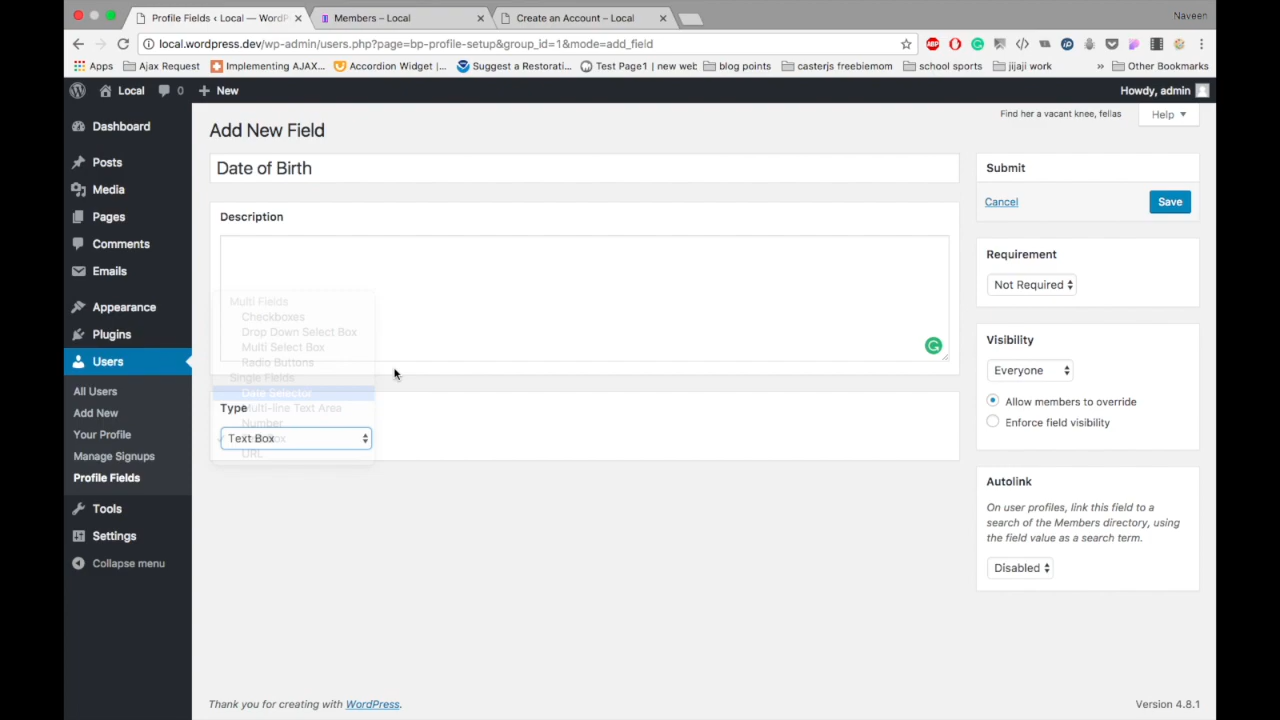 Profile Fields ‹ Local — WordP
Members – Local
Create an Account – Local
Naveen
local.wordpress.dev/wp-admin/users.php?page=bp-profile-setup&group_id=1&mode=add_field
Apps
Ajax Request
Implementing AJAX...
Accordion Widget |...
Suggest a Restorati...
Test Page1 | new web
blog points
casterjs freebiemom
school sports
jijaji work
»
Other Bookmarks
Local
0
New
Howdy, admin
Dashboard
Posts
Media
Pages
Comments
Emails
Appearance
Plugins
Users
All Users
Add New
Your Profile
Manage Signups
Profile Fields
Tools
Settings
Collapse menu
Find her a vacant knee, fellas
Help
Add New Field
Date of Birth
Description
Multi Fields
Checkboxes
Drop Down Select Box
Multi Select Box
Radio Buttons
Single Fields
Date Selector
Type
Multi-line Text Area
Number
Text Box
URL
Submit
Cancel
Save
Requirement
Not Required
Visibility
Everyone
Allow members to override
Enforce field visibility
Autolink
On user profiles, link this field to a
search of the Members directory, using
the field value as a search term.
Disabled
Thank you for creating with WordPress.
Version 4.8.1